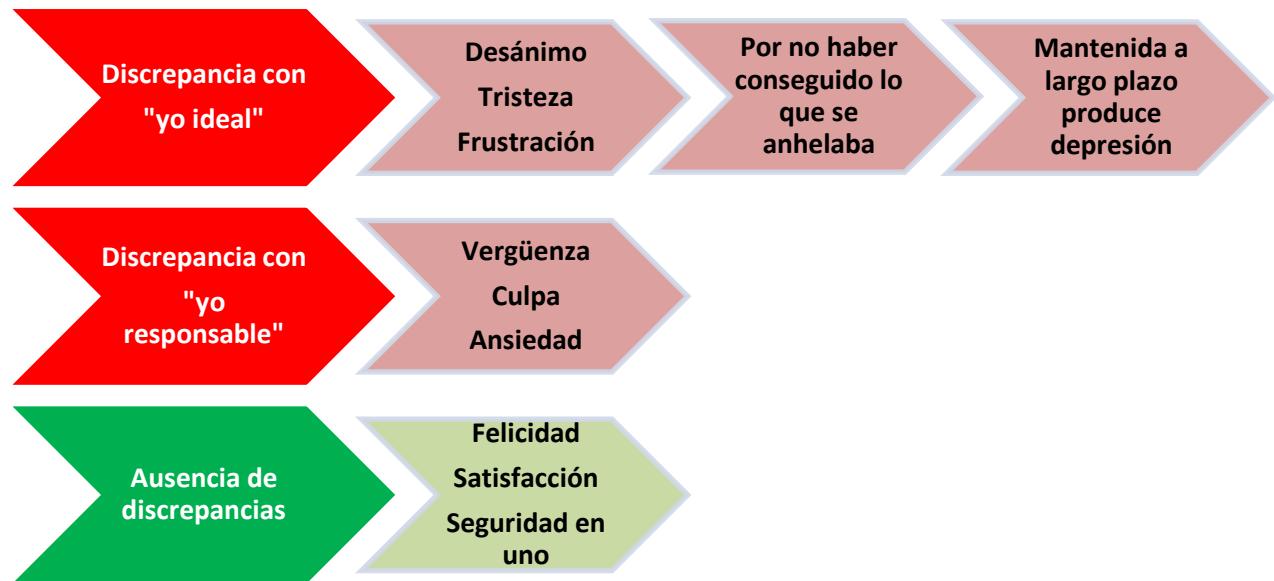 Discrepancia con
"yo ideal"
Desánimo
Tristeza
Frustración
Por no haber
conseguido lo
que se
anhelaba
Mantenida a
largo plazo
produce
depresión
Discrepancia con
"yo
responsable"
Vergüenza
Culpa
Ansiedad
Ausencia de
discrepancias
Felicidad
Satisfacción
Seguridad en
uno